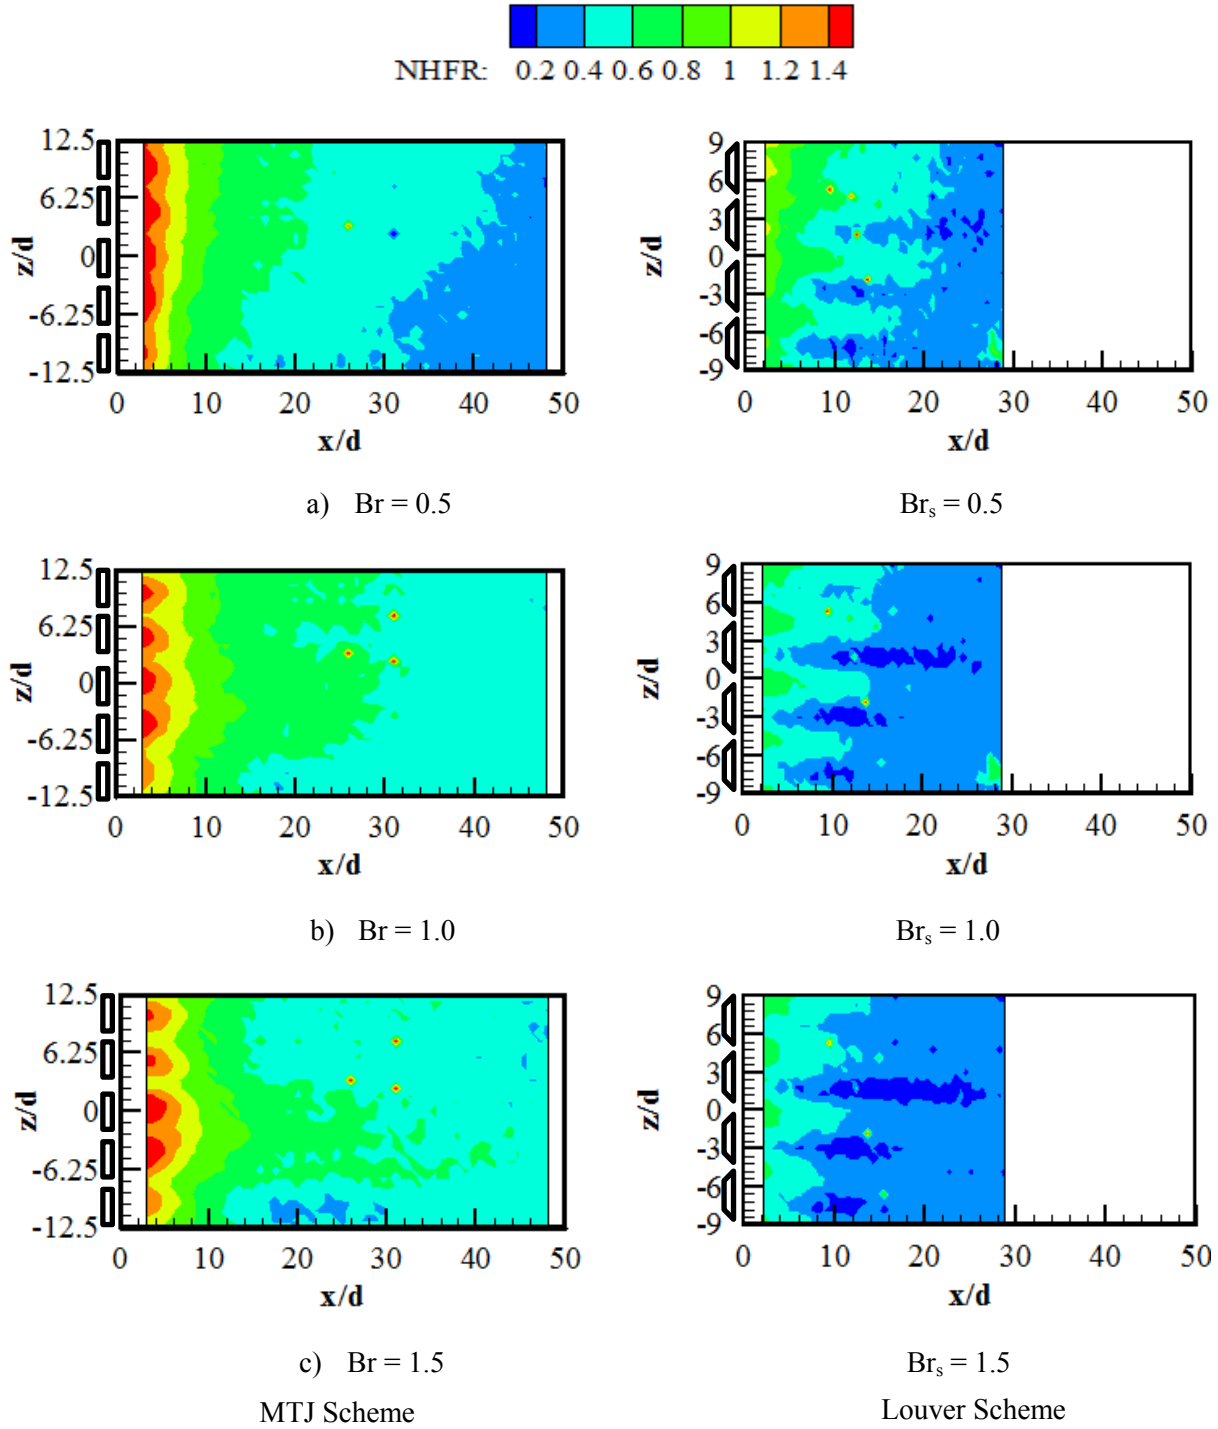 NHFR: 0.2 0.4 0.6 0.8 1 1.2 1.4
12.5
6.25
0
-6.25
-12.5
z/d
0 10 20 30 40 50
x/d
9
6
3
0
-3
-6
-9
z/d
0 10 20 30 40 50
x/d
a) Br = 0.5
Brs = 0.5
12.5
6.25
0
-6.25
-12.5
z/d
0 10 20 30 40 50
x/d
9
6
3
0
-3
-6
-9
z/d
0 10 20 30 40 50
x/d
b) Br = 1.0
Brs = 1.0
12.5
6.25
0
-6.25
-12.5
z/d
0 10 20 30 40 50
x/d
9
6
3
0
-3
-6
-9
z/d
0 10 20 30 40 50
x/d
c) Br = 1.5
Brs = 1.5
MTJ Scheme
Louver Scheme